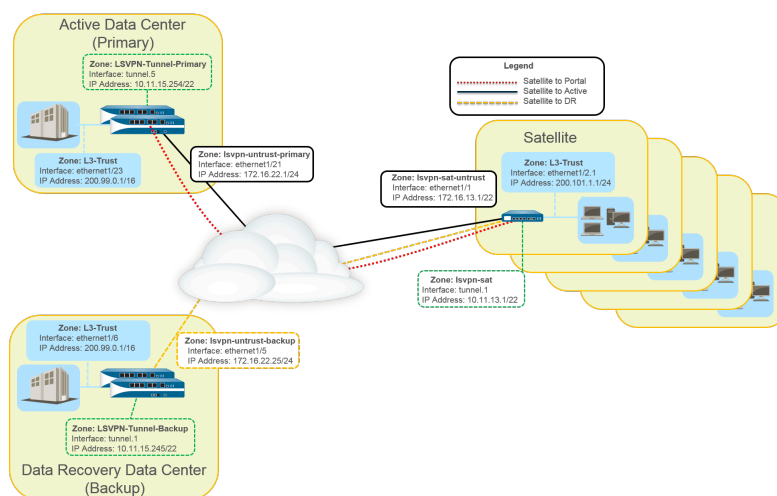 Active Data Center
(Primary)
Zone: LSVPN-Tunnel-Primary
Interface: tunnel.5
IP Address: 10.11.15.254/22
Zone: L3-Trust
Interface: ethernet1/23
IP Address: 200.99.0.1/16
Zone: lsvpn-untrust-primary
Interface: ethernet1/21
IP Address: 172.16.22.1/24
Legend
Satellite to Portal
Satellite to Active
Satellite to DR
Satellite
Zone: lsvpn-sat-untrust
Interface: ethernet1/1
IP Address: 172.16.13.1/22
Zone: L3-Trust
Interface: ethernet1/2.1
IP Address: 200.101.1.1/24
Zone: lsvpn-sat
Interface: tunnel.1
IP Address: 10.11.13.1/22
Zone: L3-Trust
Interface: ethernet1/6
IP Address: 200.99.0.1/16
Zone: lsvpn-untrust-backup
Interface: ethernet1/5
IP Address: 172.16.22.25/24
Zone: LSVPN-Tunnel-Backup
Interface: tunnel.1
IP Address: 10.11.15.245/22
Data Recovery Data Center
(Backup)